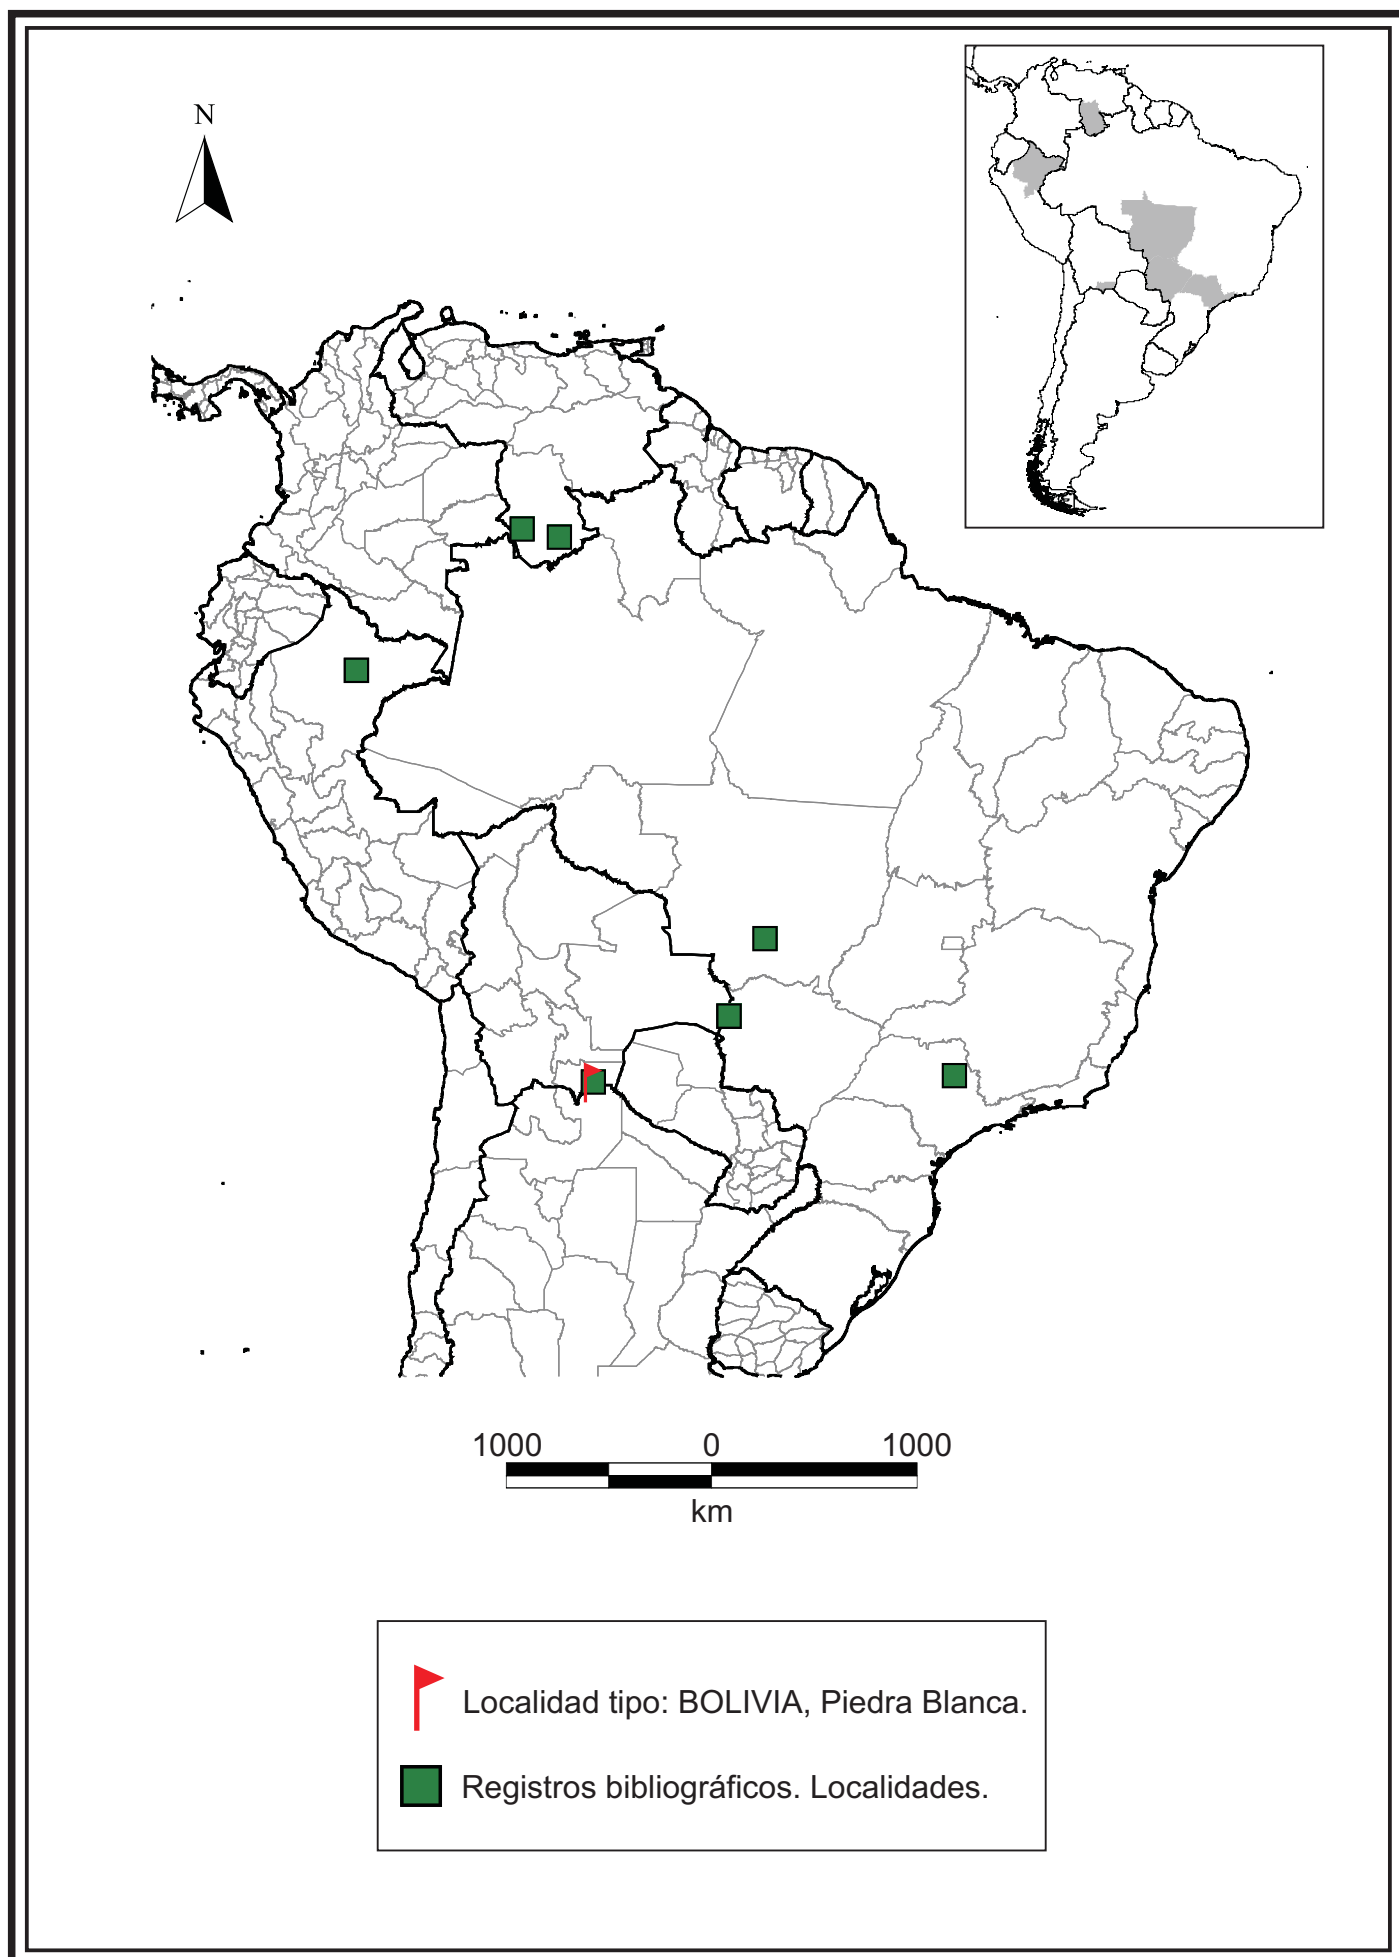 N
1000 0 1000
km
Localidad tipo: BOLIVIA, Piedra Blanca.
Registros bibliográficos. Localidades.